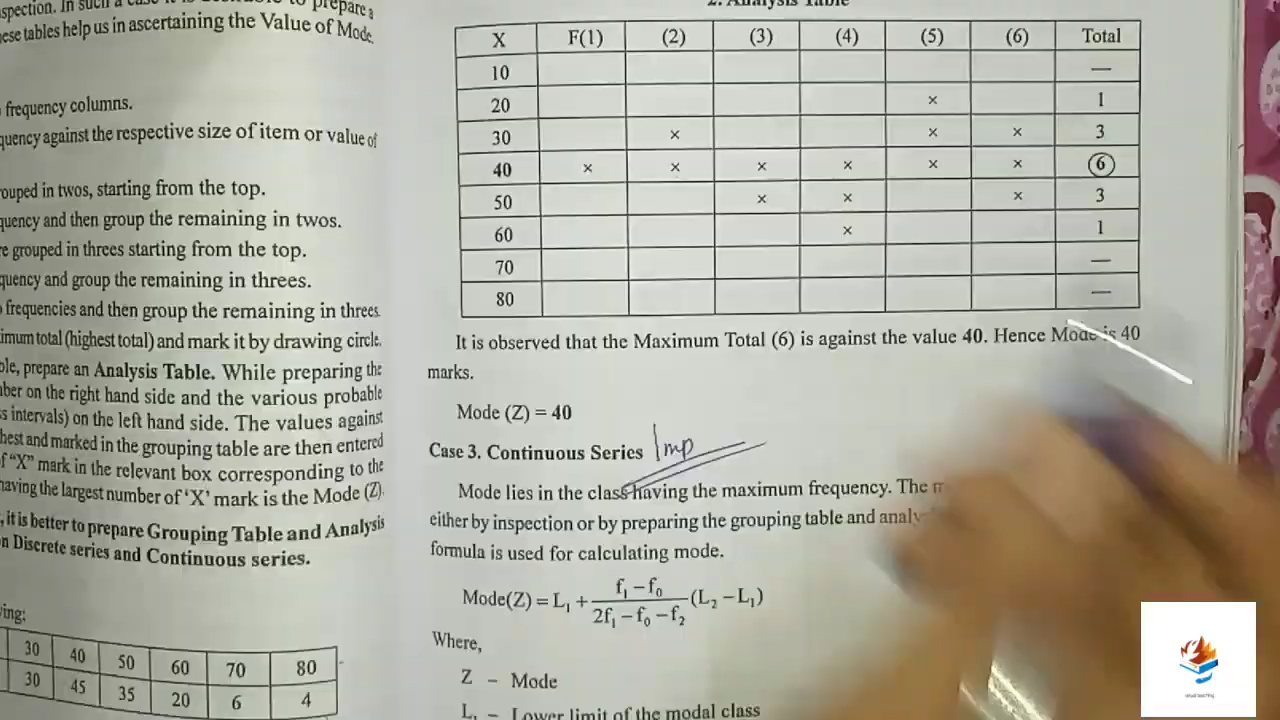 spection. In such a case it is
to prepare a
ese tables help us in ascertaining the Value of Mode.
frequency columns.
quency against the respective size of item or value of
ouped in twos, starting from the top.
quency and then group the remaining in twos.
e grouped in threes starting from the top.
quency and group the remaining in threes.
frequencies and then group the remaining in threes.
imum total (highest total) and mark it by drawing circle.
ble, prepare an Analysis Table. While preparing the
ber on the right hand side and the various probable
s intervals) on the left hand side. The values against
hest and marked in the grouping table are then entered
f "X" mark in the relevant box corresponding to the
having the largest number of 'X' mark is the Mode (Z).
, it is better to prepare Grouping Table and Analysis
n Discrete series and Continuous series.
ving;
30 40 50 60 70 80
30 45 35 20 6 4
2. Analysis Table
X F(1) (2) (3) (4) (5) (6) Total
10 —
20 × 1
30 × × × 3
40 × × × × × × 6
50 × × × 3
60 × 1
70 —
80 —
It is observed that the Maximum Total (6) is against the value 40. Hence Mode is 40
marks.
Mode (Z) = 40
Case 3. Continuous Series Imp
Mode lies in the class having the maximum frequency. The m
either by inspection or by preparing the grouping table and analy
formula is used for calculating mode.
Mode(Z) = L₁ + (f₁ – f₀)/(2f₁ – f₀ – f₂) (L₂ – L₁)
Where,
Z – Mode
L₁ – Lower limit of the modal class